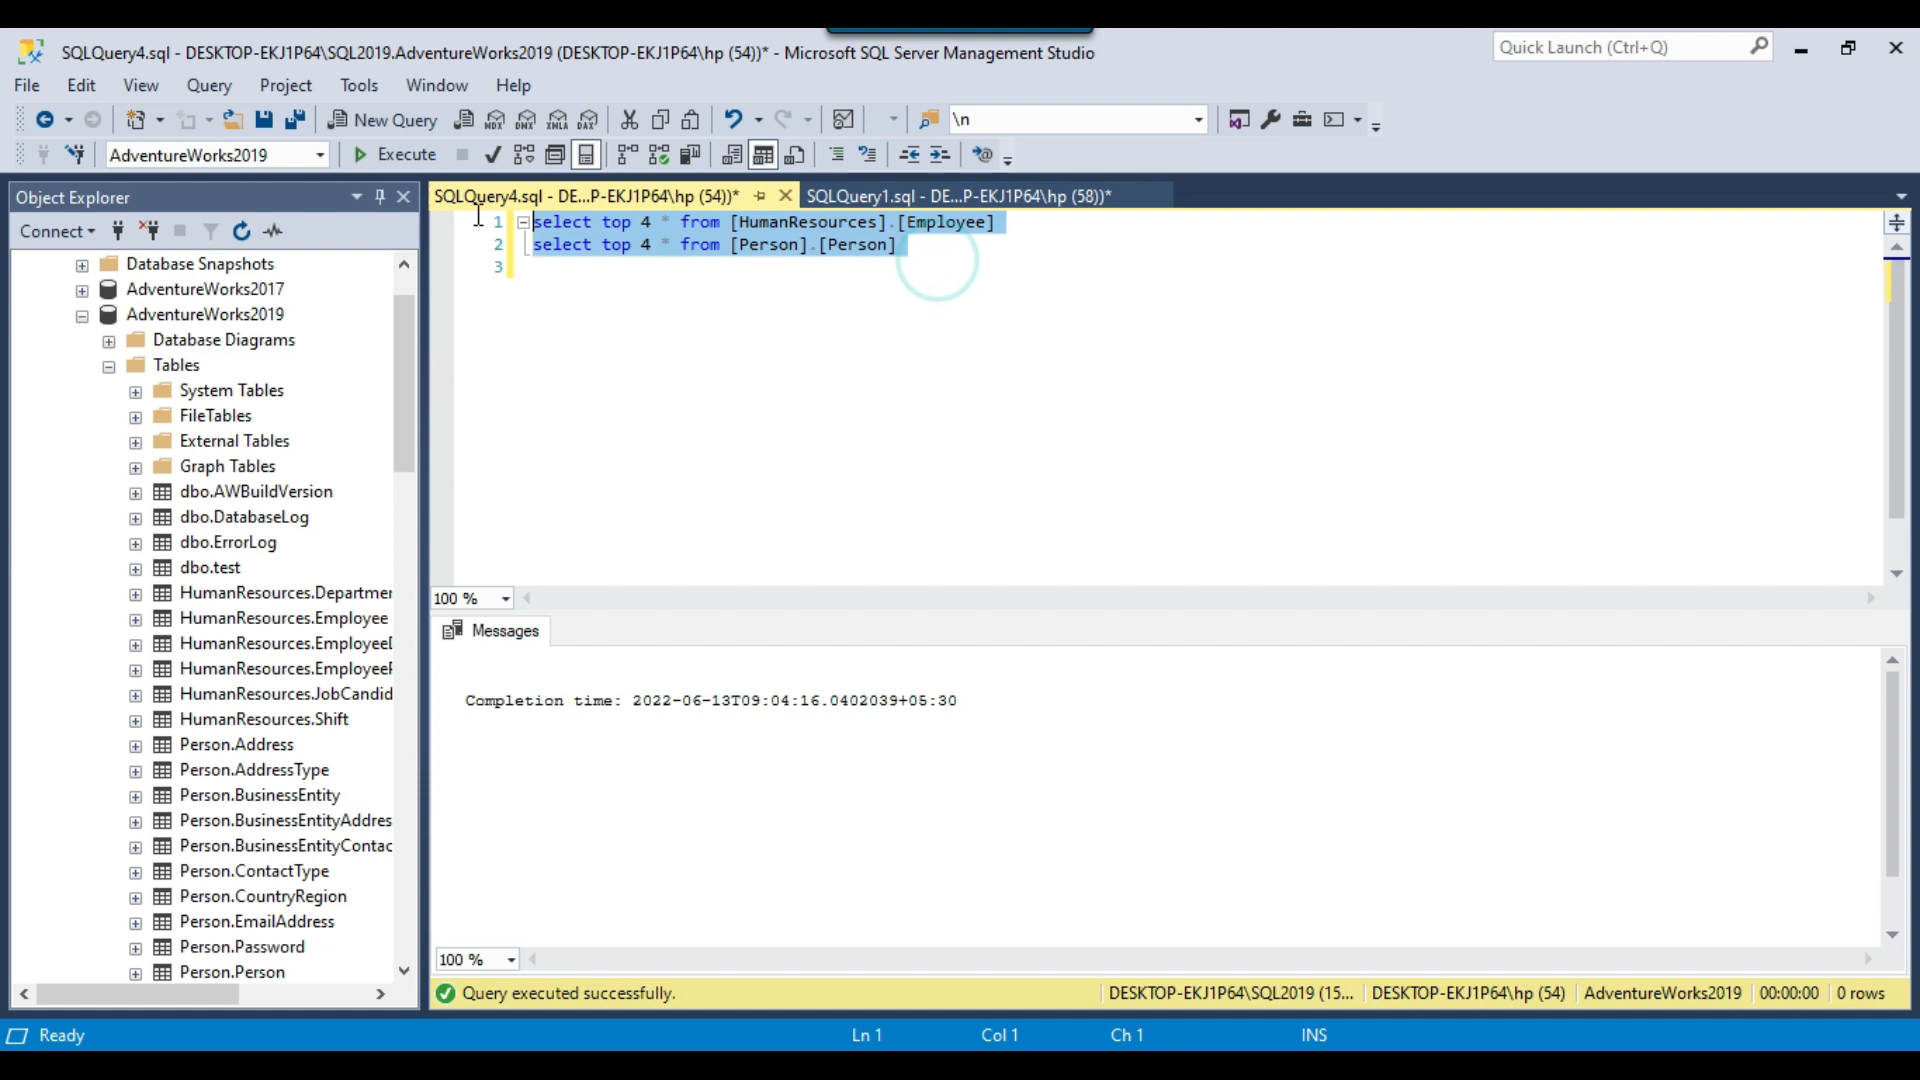 SQLQuery4.sql - DESKTOP-EKJ1P64\SQL2019.AdventureWorks2019 (DESKTOP-EKJ1P64\hp (54))* - Microsoft SQL Server Management Studio
Quick Launch (Ctrl+Q)
File Edit View Query Project Tools Window Help
New Query MDX DMX XMLA DAX \n
AdventureWorks2019 Execute
Object Explorer
SQLQuery4.sql - DE...P-EKJ1P64\hp (54))* SQLQuery1.sql - DE...P-EKJ1P64\hp (58))*
Connect
1 select top 4 * from [HumanResources].[Employee]
2 select top 4 * from [Person].[Person]
3
Database Snapshots
AdventureWorks2017
AdventureWorks2019
Database Diagrams
Tables
System Tables
FileTables
External Tables
Graph Tables
dbo.AWBuildVersion
dbo.DatabaseLog
dbo.ErrorLog
dbo.test
HumanResources.Departmer
HumanResources.Employee
HumanResources.EmployeeD
HumanResources.EmployeeP
HumanResources.JobCandid
HumanResources.Shift
Person.Address
Person.AddressType
Person.BusinessEntity
Person.BusinessEntityAddres
Person.BusinessEntityContac
Person.ContactType
Person.CountryRegion
Person.EmailAddress
Person.Password
Person.Person
100 %
Messages
Completion time: 2022-06-13T09:04:16.0402039+05:30
100 %
Query executed successfully. DESKTOP-EKJ1P64\SQL2019 (15... DESKTOP-EKJ1P64\hp (54) AdventureWorks2019 00:00:00 0 rows
Ready Ln 1 Col 1 Ch 1 INS